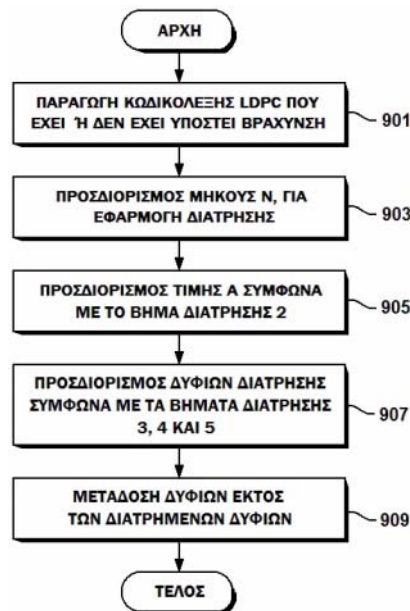 ΑΡΧΗ
ΠΑΡΑΓΩΓΗ ΚΩΔΙΚΟΛΕΞΗΣ LDPC ΠΟΥ
ΕΧΕΙ Ή ΔΕΝ ΕΧΕΙ ΥΠΟΣΤΕΙ ΒΡΑΧΥΝΣΗ
901
ΠΡΟΣΔΙΟΡΙΣΜΟΣ ΜΗΚΟΥΣ Ν, ΓΙΑ
ΕΦΑΡΜΟΓΗ ΔΙΑΤΡΗΣΗΣ
903
ΠΡΟΣΔΙΟΡΙΣΜΟΣ ΤΙΜΗΣ Α ΣΥΜΦΩΝΑ
ΜΕ ΤΟ ΒΗΜΑ ΔΙΑΤΡΗΣΗΣ 2
905
ΠΡΟΣΔΙΟΡΙΣΜΟΣ ΔΥΦΙΩΝ ΔΙΑΤΡΗΣΗΣ
ΣΥΜΦΩΝΑ ΜΕ ΤΑ ΒΗΜΑΤΑ ΔΙΑΤΡΗΣΗΣ
3, 4 ΚΑΙ 5
907
ΜΕΤΑΔΟΣΗ ΔΥΦΙΩΝ ΕΚΤΟΣ
ΤΩΝ ΔΙΑΤΡΗΜΕΝΩΝ ΔΥΦΙΩΝ
909
ΤΕΛΟΣ